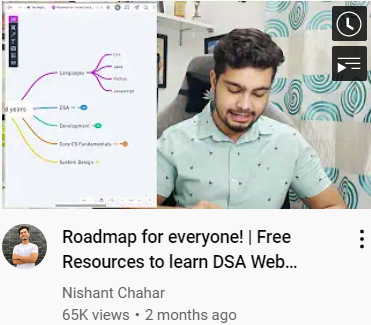 Languages
C++
Java
Python
Javascript
d years
DSA
Development
Core CS Fundamentals
System Design
Roadmap for everyone! | Free
Resources to learn DSA Web...
Nishant Chahar
65K views • 2 months ago